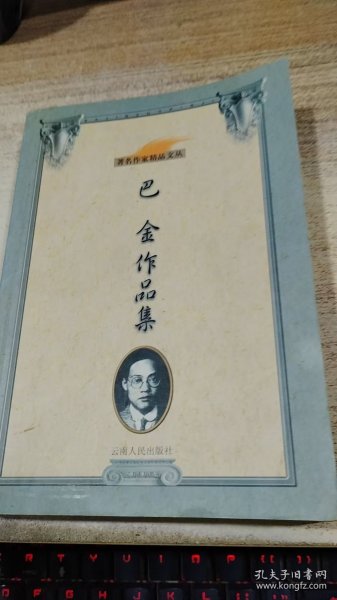 著名作家精品文丛
巴金作品集
云南人民出版社
孔夫子旧书网
www.kongfz.com
Q W E R T Y U I O P